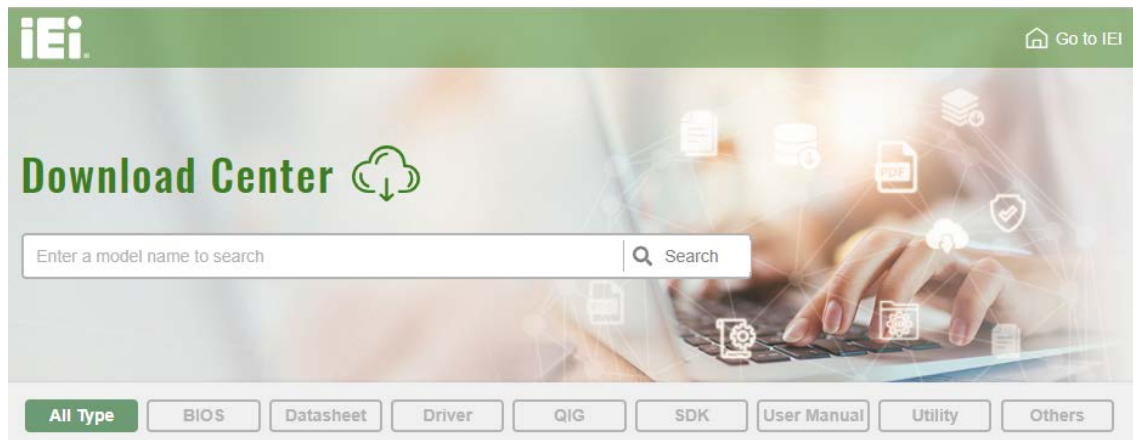 iEi
Go to IEI
Download Center
PDF
Enter a model name to search
Search
All Type
BIOS
Datasheet
Driver
QIG
SDK
User Manual
Utility
Others